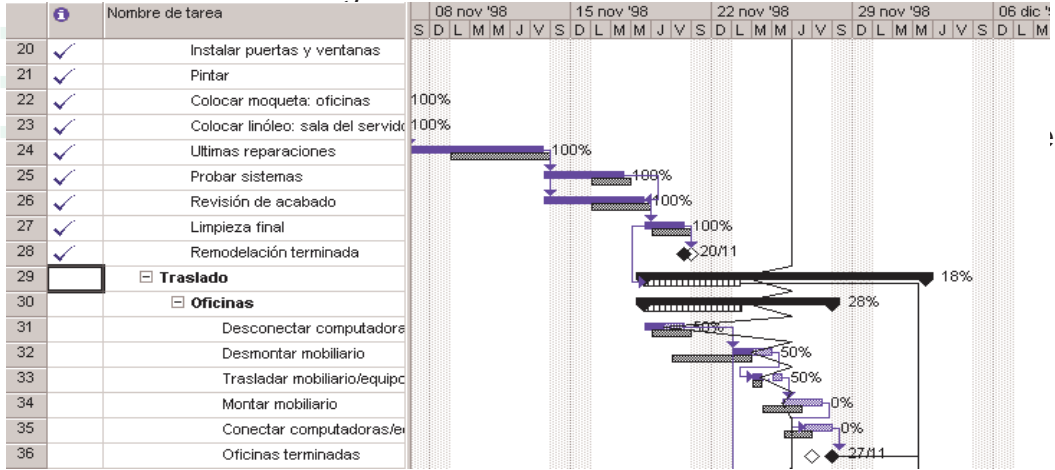 Nombre de tarea 08 nov '98 15 nov '98 22 nov '98 29 nov '98 06 dic
S D L M M J V S D L M M J V S D L M M J V S D L M M J V S D L M
20 Instalar puertas y ventanas
21 Pintar
22 Colocar moqueta: oficinas 100%
23 Colocar linóleo: sala del servido 100%
24 Ultimas reparaciones 100%
25 Probar sistemas 100%
26 Revisión de acabado 100%
27 Limpieza final 100%
28 Remodelación terminada 20/11
29 Traslado 18%
30 Oficinas 28%
31 Desconectar computadora 50%
32 Desmontar mobiliario 50%
33 Trasladar mobiliario/equipo 50%
34 Montar mobiliario 0%
35 Conectar computadoras/e 0%
36 Oficinas terminadas 27/11